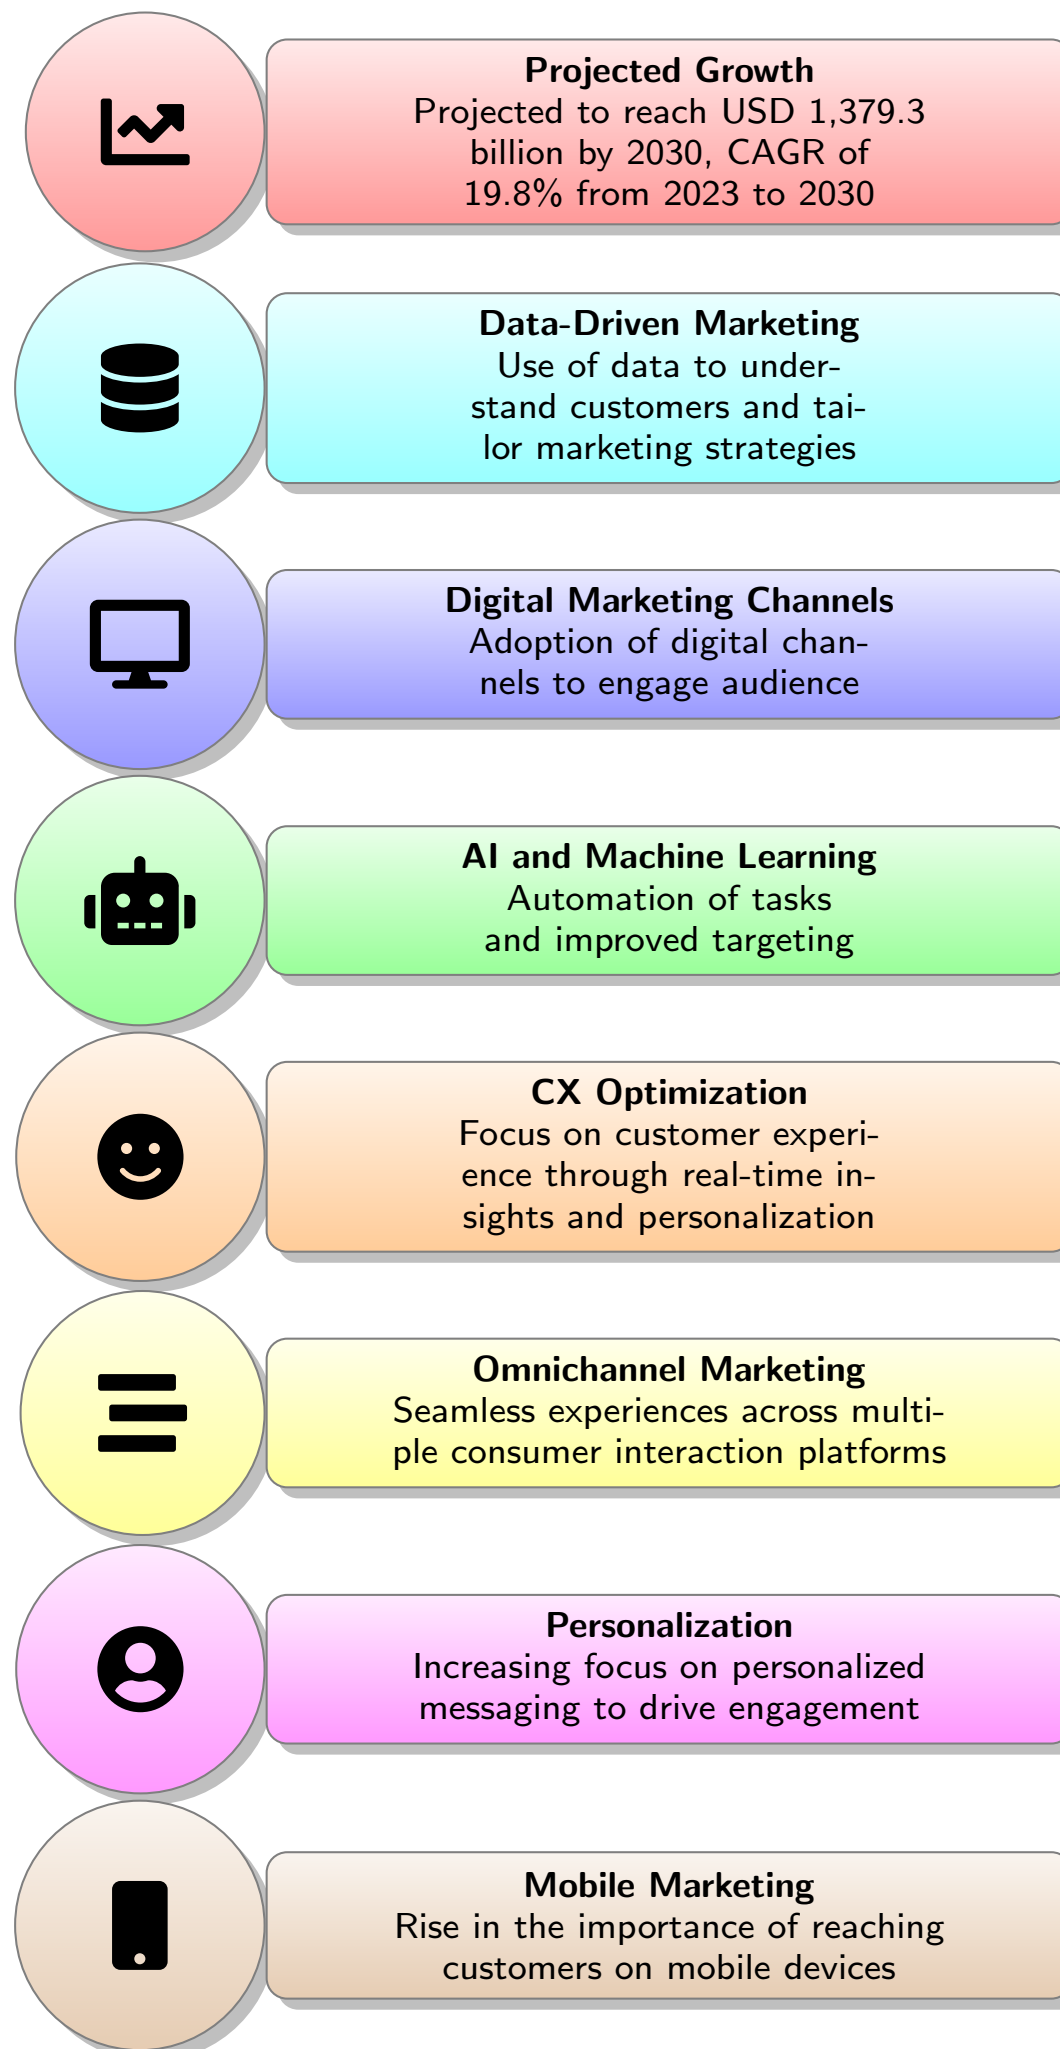 Projected Growth
Projected to reach USD 1,379.3
billion by 2030, CAGR of
19.8% from 2023 to 2030
Data-Driven Marketing
Use of data to under-
stand customers and tai-
lor marketing strategies
Digital Marketing Channels
Adoption of digital chan-
nels to engage audience
AI and Machine Learning
Automation of tasks
and improved targeting
CX Optimization
Focus on customer experi-
ence through real-time in-
sights and personalization
Omnichannel Marketing
Seamless experiences across multi-
ple consumer interaction platforms
Personalization
Increasing focus on personalized
messaging to drive engagement
Mobile Marketing
Rise in the importance of reaching
customers on mobile devices